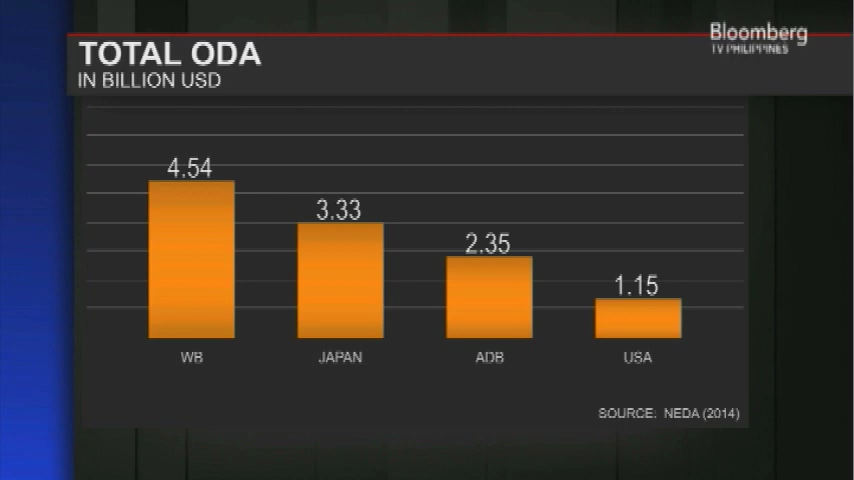 Bloomberg
TV PHILIPPINES
TOTAL ODA
IN BILLION USD
4.54
3.33
2.35
1.15
WB
JAPAN
ADB
USA
SOURCE: NEDA (2014)